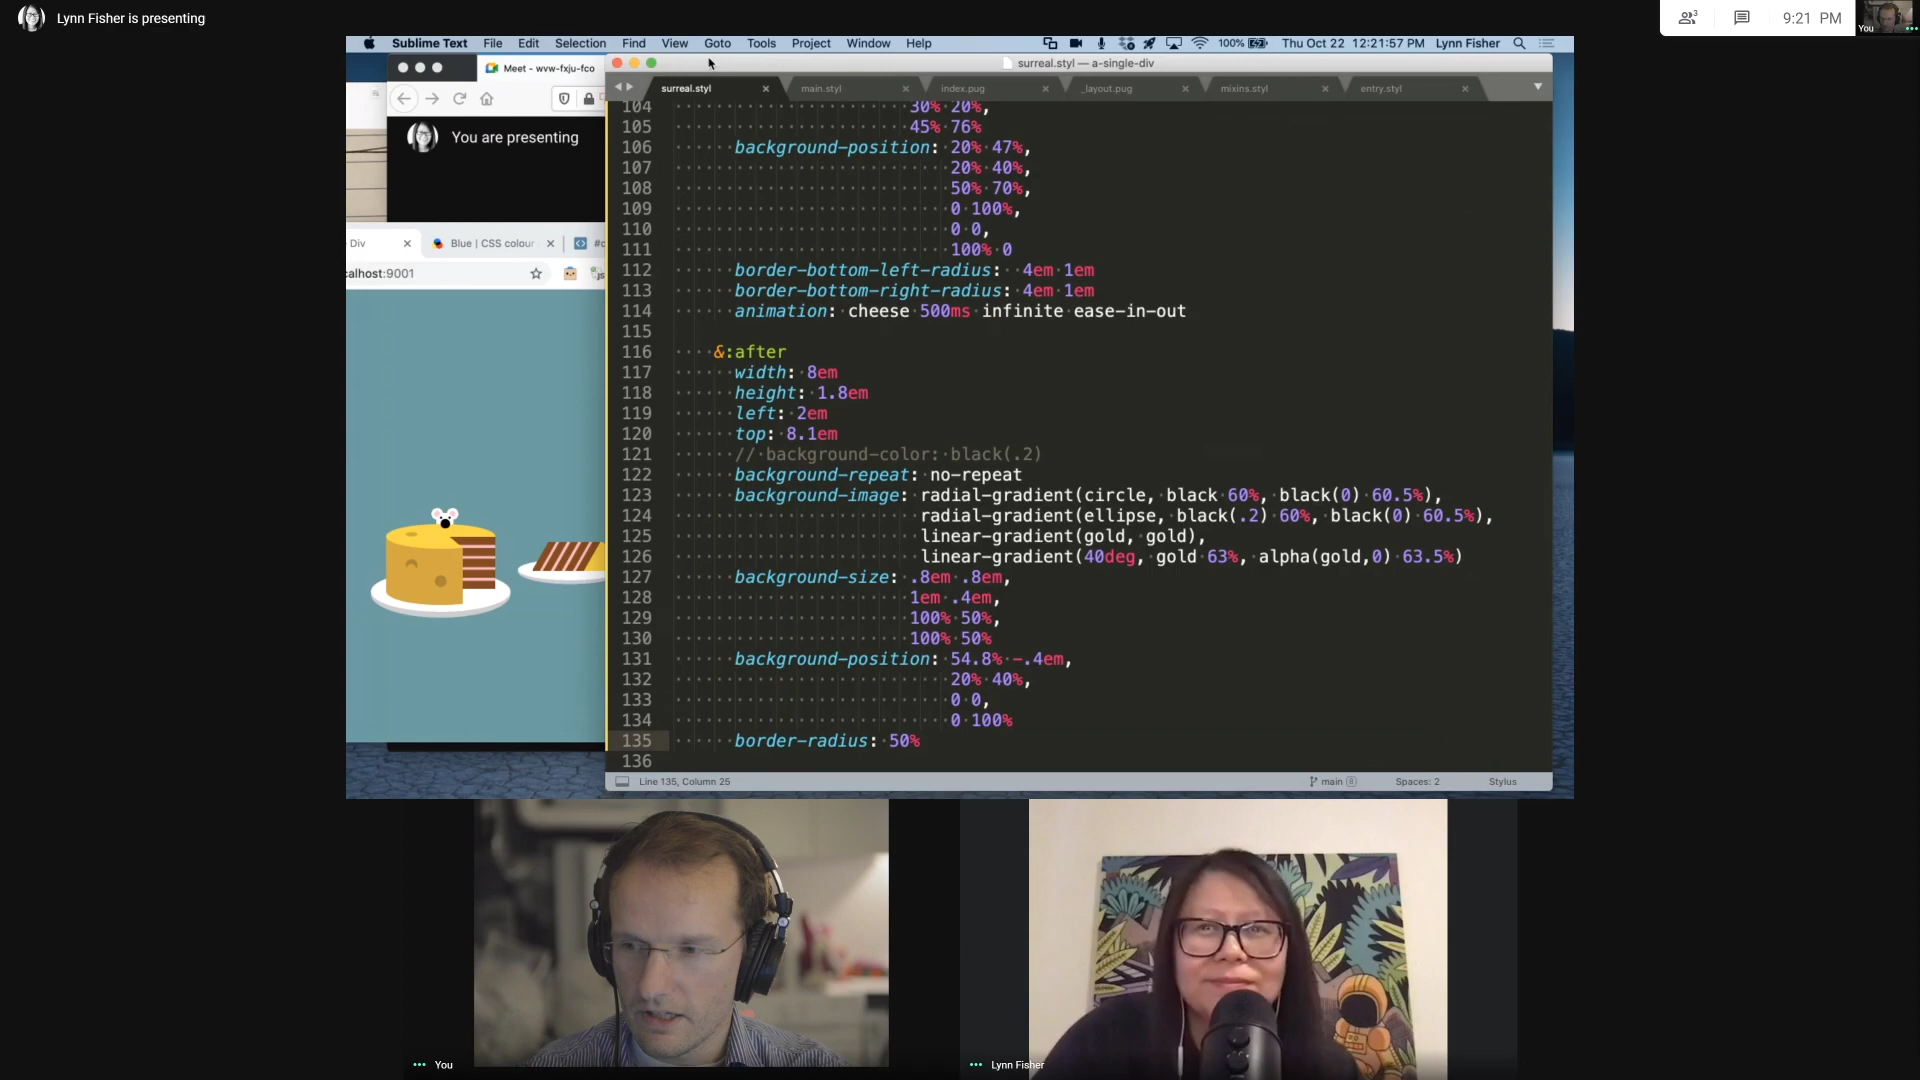 Lynn Fisher is presenting
3
9:21 PM
You
Sublime Text File Edit Selection Find View Goto Tools Project Window Help
100% Thu Oct 22 12:21:57 PM Lynn Fisher
Meet - wvw-fxju-fco
You are presenting
Div
Blue | CSS colour
alhost:9001
surreal.styl — a-single-div
surreal.styl main.styl index.pug _layout.pug mixins.styl entry.styl
104 30% 20%,
105 45% 76%
106 background-position: 20% 47%,
107 20% 40%,
108 50% 70%,
109 0 100%,
110 0 0,
111 100% 0
112 border-bottom-left-radius: 4em 1em
113 border-bottom-right-radius: 4em 1em
114 animation: cheese 500ms infinite ease-in-out
115
116 &:after
117 width: 8em
118 height: 1.8em
119 left: 2em
120 top: 8.1em
121 // background-color: black(.2)
122 background-repeat: no-repeat
123 background-image: radial-gradient(circle, black 60%, black(0) 60.5%),
124 radial-gradient(ellipse, black(.2) 60%, black(0) 60.5%),
125 linear-gradient(gold, gold),
126 linear-gradient(40deg, gold 63%, alpha(gold,0) 63.5%)
127 background-size: .8em .8em,
128 1em .4em,
129 100% 50%,
130 100% 50%
131 background-position: 54.8% -.4em,
132 20% 40%,
133 0 0,
134 0 100%
135 border-radius: 50%
136
Line 135, Column 25
main
Spaces: 2
Stylus
You
Lynn Fisher